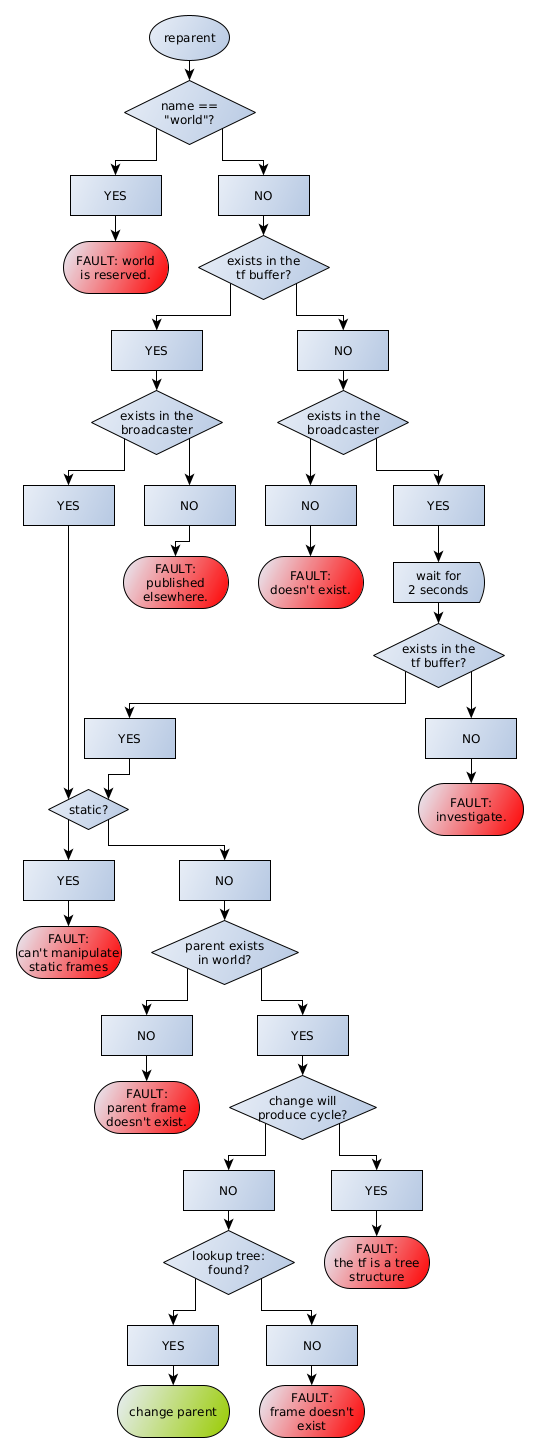 reparent
name ==
"world"?
YES
NO
FAULT: world
is reserved.
exists in the
tf buffer?
YES
NO
exists in the
broadcaster
exists in the
broadcaster
YES
NO
NO
YES
FAULT:
published
elsewhere.
FAULT:
doesn't exist.
wait for
2 seconds
exists in the
tf buffer?
YES
NO
FAULT:
investigate.
static?
YES
NO
FAULT:
can't manipulate
static frames
parent exists
in world?
NO
YES
FAULT:
parent frame
doesn't exist.
change will
produce cycle?
NO
YES
FAULT:
the tf is a tree
structure
lookup tree:
found?
YES
NO
change parent
FAULT:
frame doesn't
exist